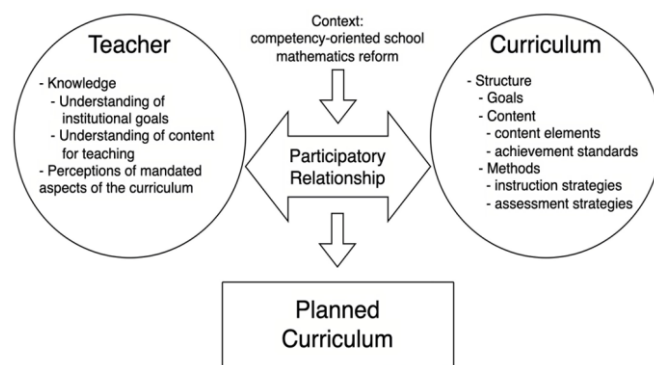 Teacher
- Knowledge
- Understanding of
institutional goals
- Understanding of content
for teaching
- Perceptions of mandated
aspects of the curriculum
Context:
competency-oriented school
mathematics reform
Participatory
Relationship
Curriculum
- Structure
- Goals
- Content
- content elements
- achievement standards
- Methods
- instruction strategies
- assessment strategies
Planned
Curriculum